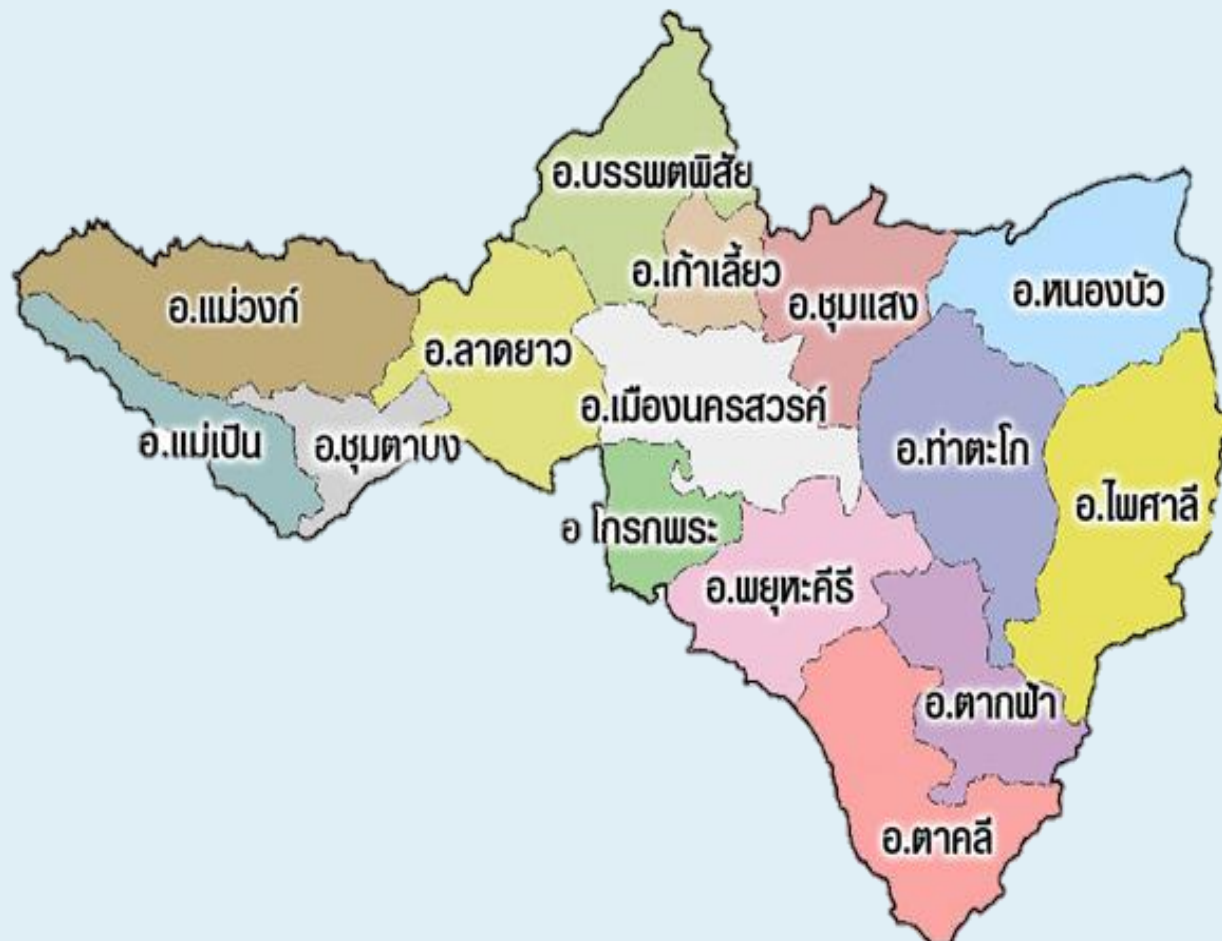 อ.บรรพตพิสัย
อ.เก้าเลี้ยว
อ.หนองบัว
อ.แม่วงก์
อ.ชุมแสง
อ.ลาดยาว
อ.เมืองนครสวรค์
อ.แม่เปิน
อ.ชุมตาบง
อ.ท่าตะโก
อ.ไพศาลี
อ โกรกพระ
อ.พยุหะคีรี
อ.ตากฟ้า
อ.ตาคลี